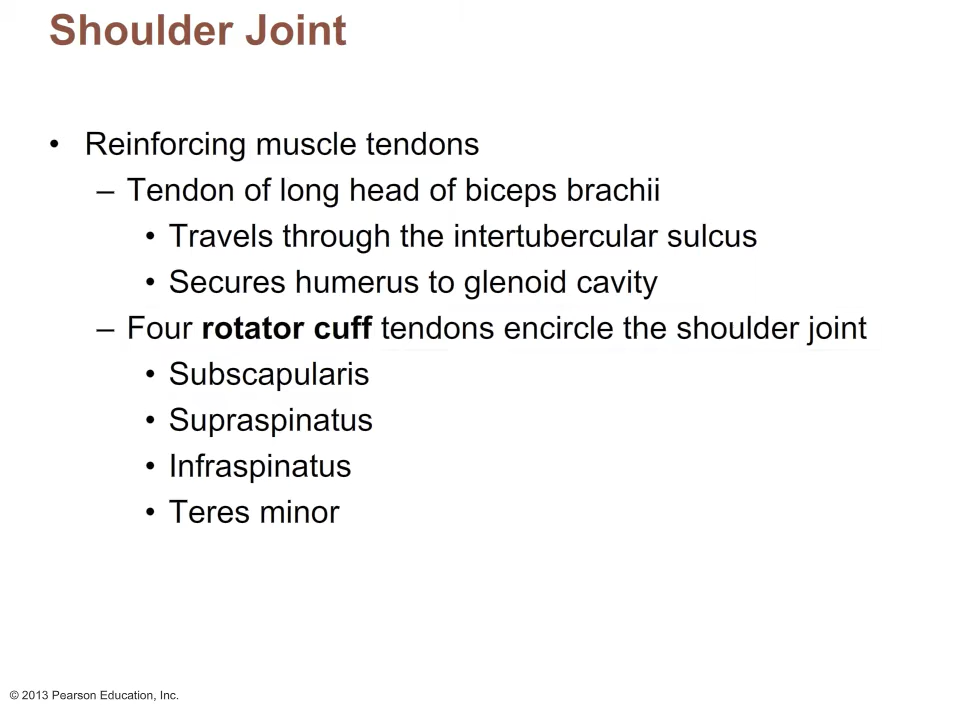 Shoulder Joint
• Reinforcing muscle tendons
– Tendon of long head of biceps brachii
• Travels through the intertubercular sulcus
• Secures humerus to glenoid cavity
– Four rotator cuff tendons encircle the shoulder joint
• Subscapularis
• Supraspinatus
• Infraspinatus
• Teres minor
© 2013 Pearson Education, Inc.